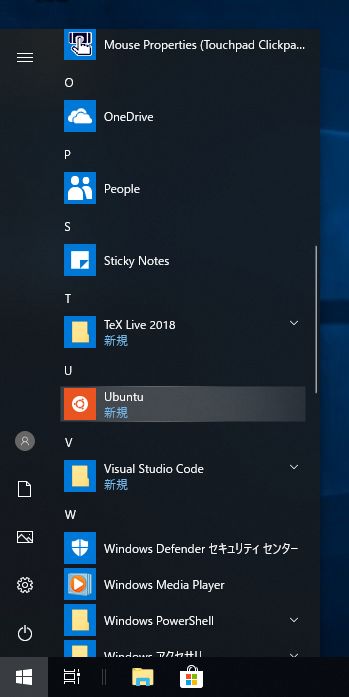 Mouse Properties (Touchpad Clickpa...
O
OneDrive
P
People
S
Sticky Notes
T
TeX Live 2018
新規
U
Ubuntu
新規
V
Visual Studio Code
新規
W
Windows Defender セキュリティ センター
Windows Media Player
Windows PowerShell
Windows アクセサリ